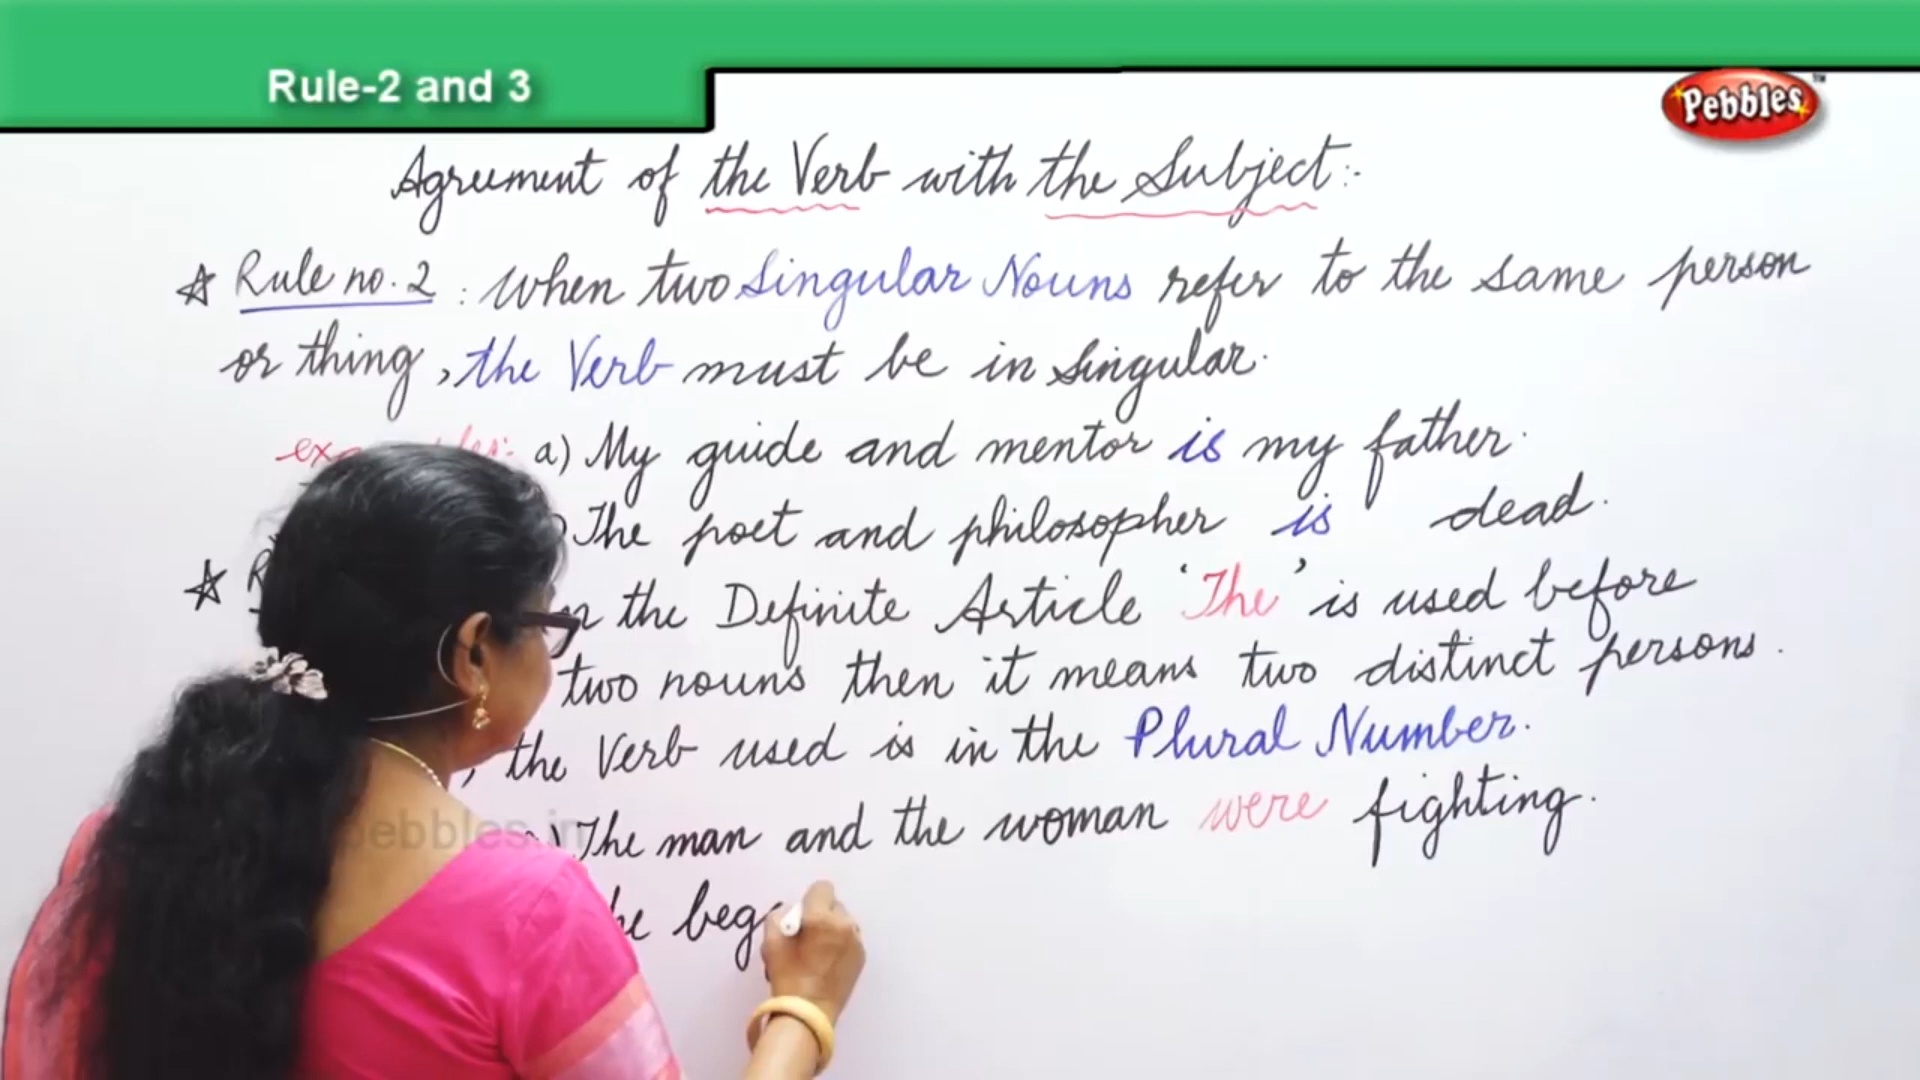 Rule-2 and 3
Pebbles
Agreement of the Verb with the Subject:-
Rule no. 2 : When two Singular Nouns refer to the same person
or thing, the Verb must be in Singular.
a) My guide and mentor is my father.
The poet and philosopher is dead.
the Definite Article 'The' is used before
two nouns then it means two distinct persons.
, the Verb used is in the Plural Number.
The man and the woman were fighting.
pebbles.in